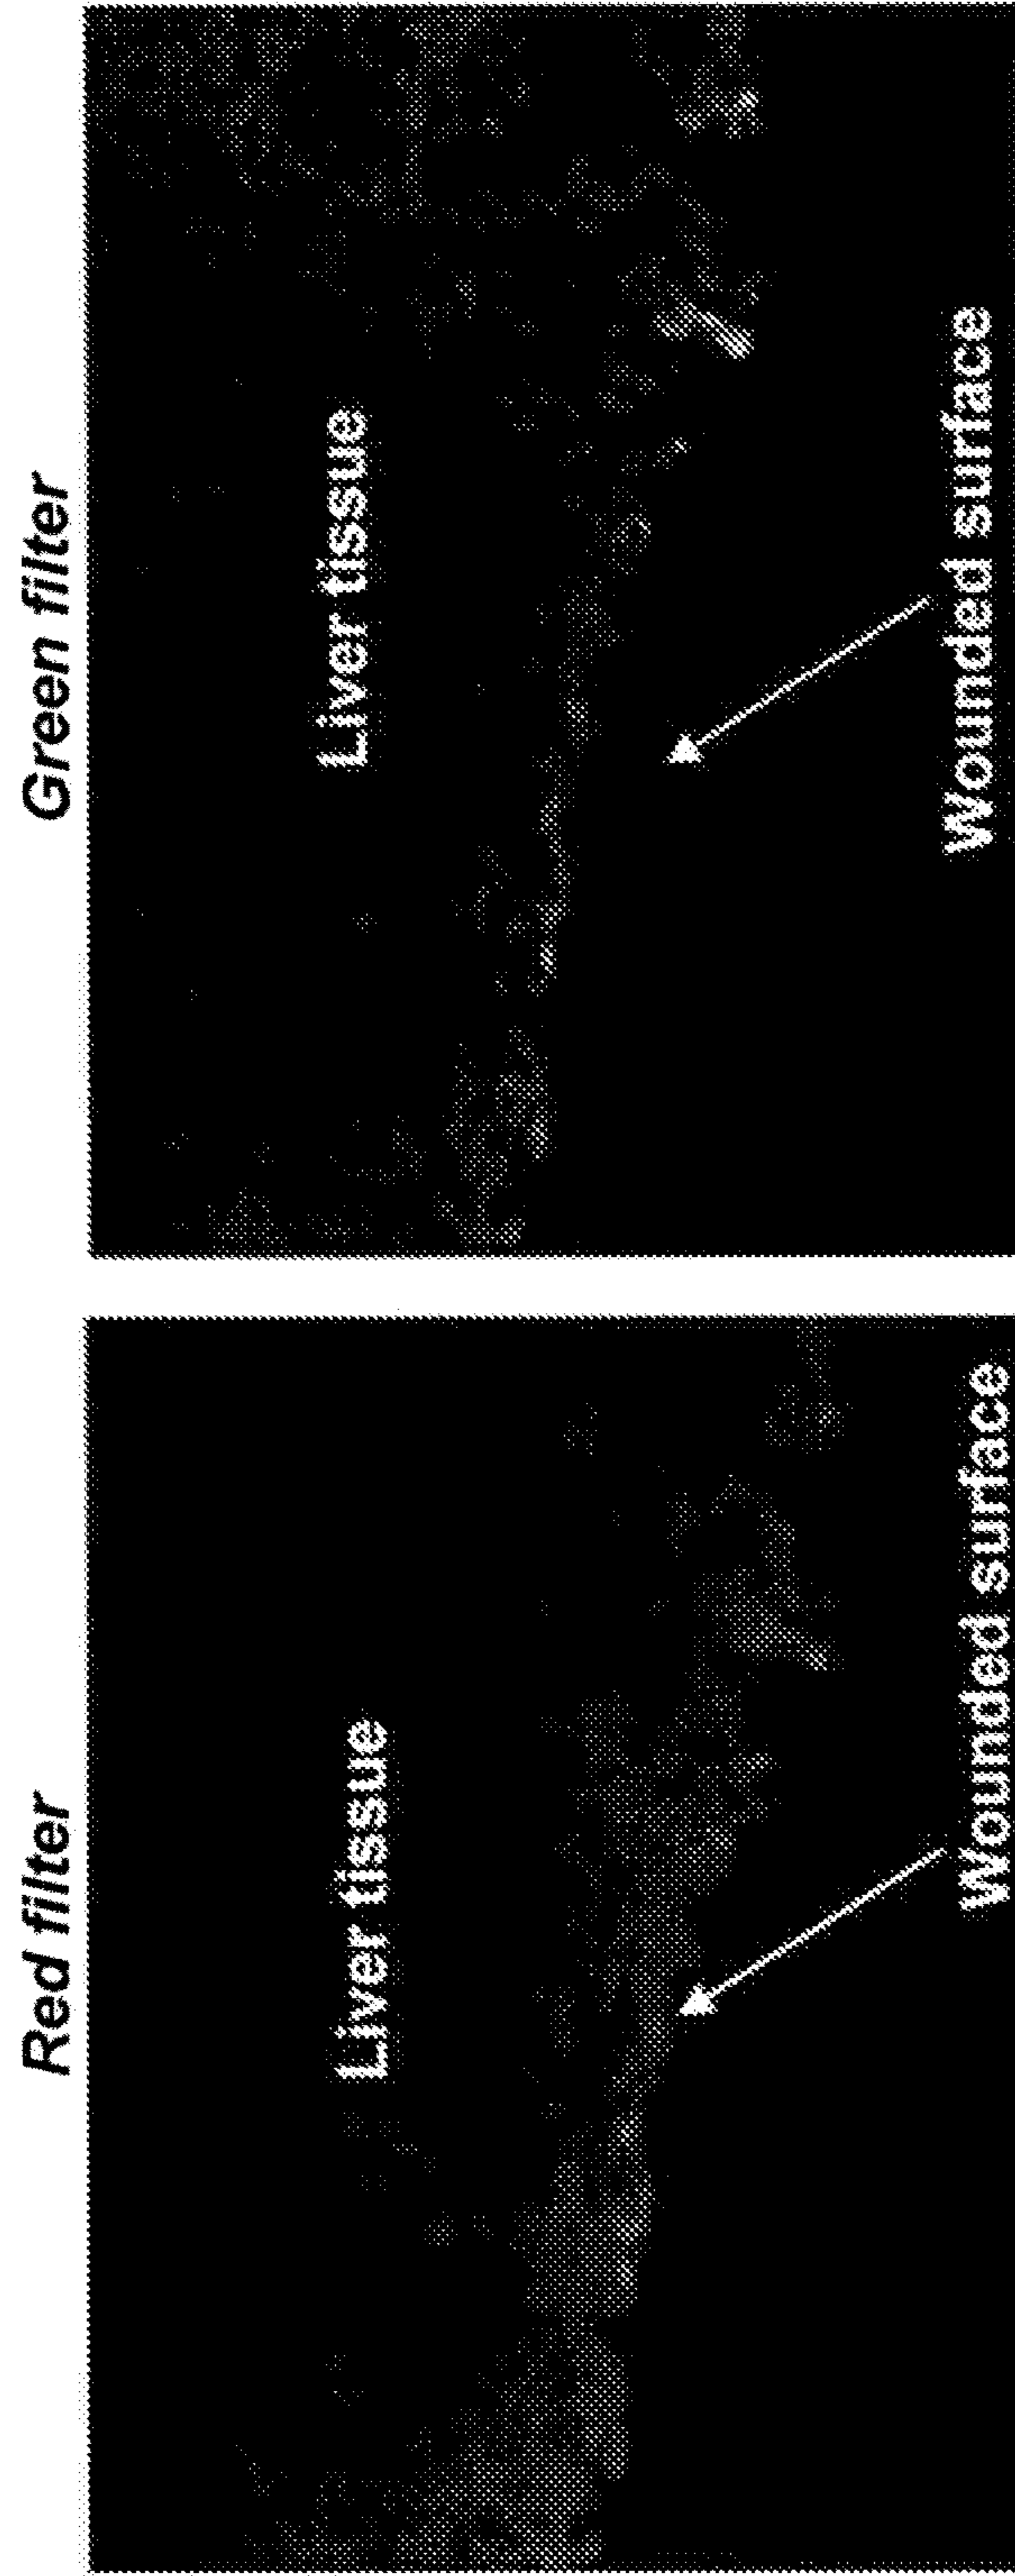 Red filter
Liver tissue
Wounded surface
Green filter
Liver tissue
Wounded surface